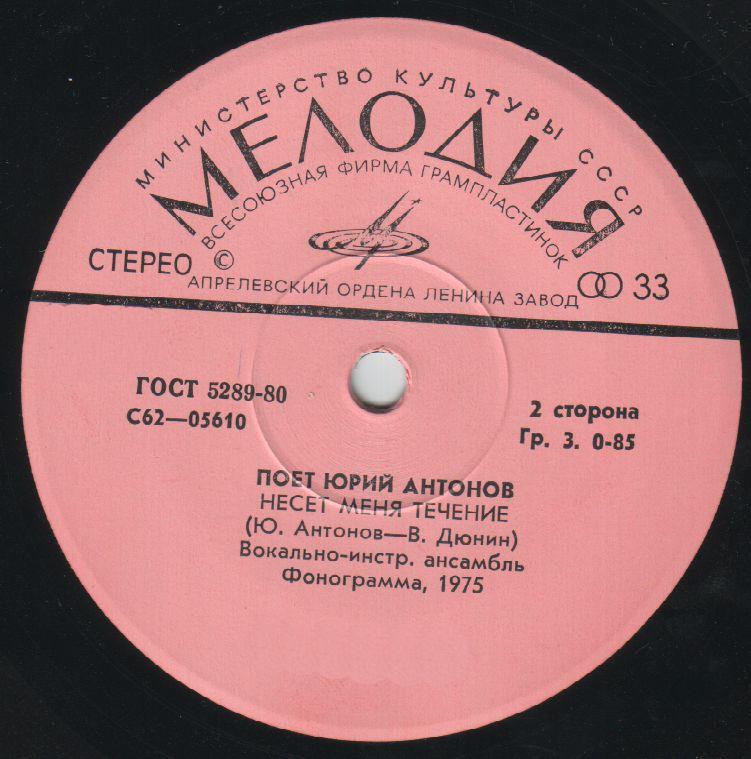 МИНИСТЕРСТВО КУЛЬТУРЫ СССР
МЕЛОДИЯ
ВСЕСОЮЗНАЯ ФИРМА ГРАМПЛАСТИНОК
СТЕРЕО © 33
АПРЕЛЕВСКИЙ ОРДЕНА ЛЕНИНА ЗАВОД
ГОСТ 5289-80
С62—05610
2 сторона
Гр. 3. 0-85
ПОЕТ ЮРИЙ АНТОНОВ
НЕСЕТ МЕНЯ ТЕЧЕНИЕ
(Ю. Антонов—В. Дюнин)
Вокально-инстр. ансамбль
Фонограмма, 1975